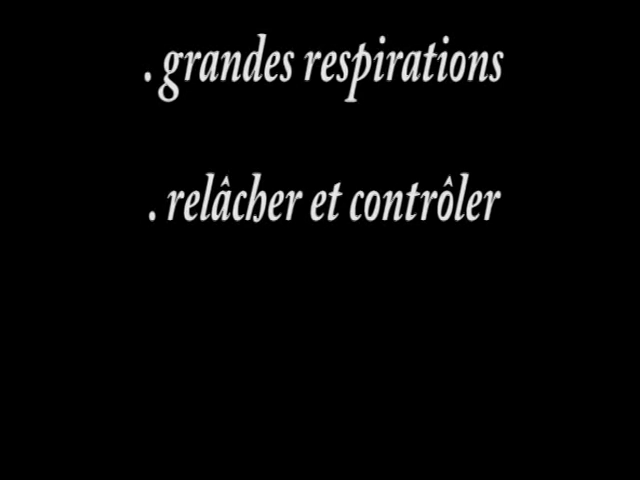 . grandes respirations
. relâcher et contrôler